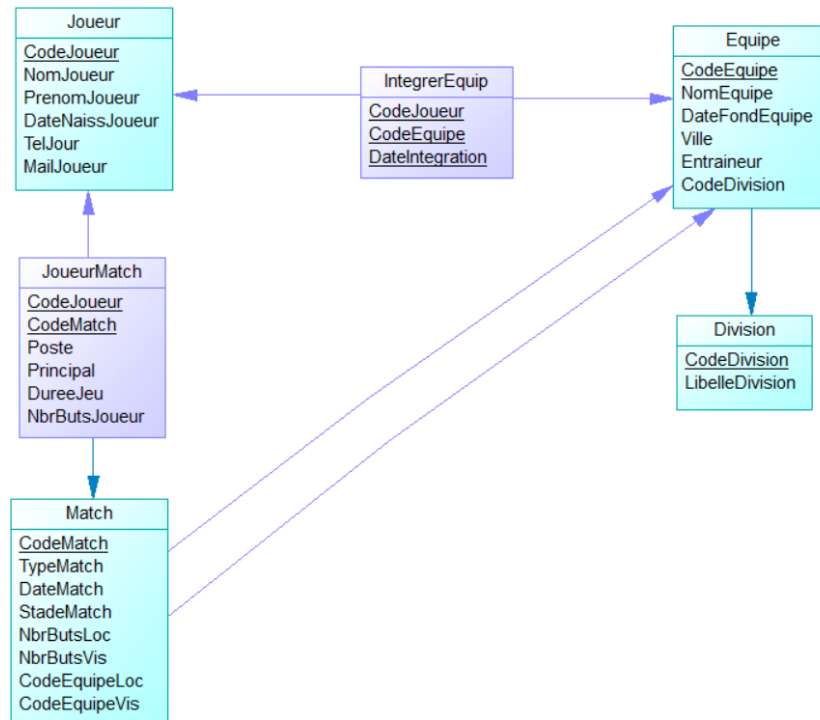 Joueur
CodeJoueur
NomJoueur
PrenomJoueur
DateNaissJoueur
TelJour
MailJoueur
IntegrerEquip
CodeJoueur
CodeEquipe
DateIntegration
Equipe
CodeEquipe
NomEquipe
DateFondEquipe
Ville
Entraineur
CodeDivision
JoueurMatch
CodeJoueur
CodeMatch
Poste
Principal
DureeJeu
NbrButsJoueur
Division
CodeDivision
LibelleDivision
Match
CodeMatch
TypeMatch
DateMatch
StadeMatch
NbrButsLoc
NbrButsVis
CodeEquipeLoc
CodeEquipeVis